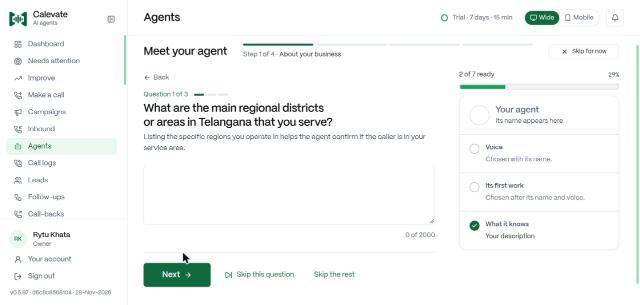 Calevate
AI agents
Agents
Trial · 7 days · 15 min
Wide
Mobile
Dashboard
Needs attention
Improve
Make a call
Campaigns
Inbound
Agents
Call logs
Leads
Follow-ups
Call-backs
RK
Rytu Khata
Owner
Your account
Sign out
Meet your agent
Step 1 of 4 · About your business
Skip for now
← Back
Question 1 of 3
What are the main regional districts
or areas in Telangana that you serve?
Listing the specific regions you operate in helps the agent confirm if the caller is in your
service area.
0 of 2000
Next →
Skip this question
Skip the rest
2 of 7 ready
29%
Your agent
Its name appears here
Voice
Chosen with its name.
Its first work
Chosen after its name and voice.
What it knows
Your description